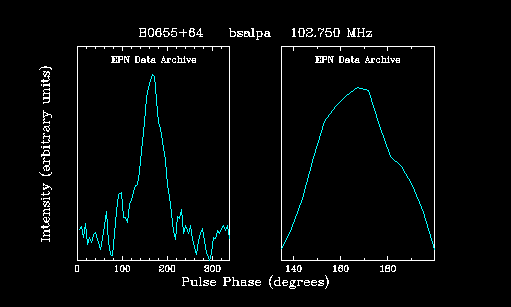 B0655+64 bsalpa 102.750 MHz
EPN Data Archive EPN Data Archive
Intensity (arbitrary units)
0 100 200 300 140 160 180
Pulse Phase (degrees)